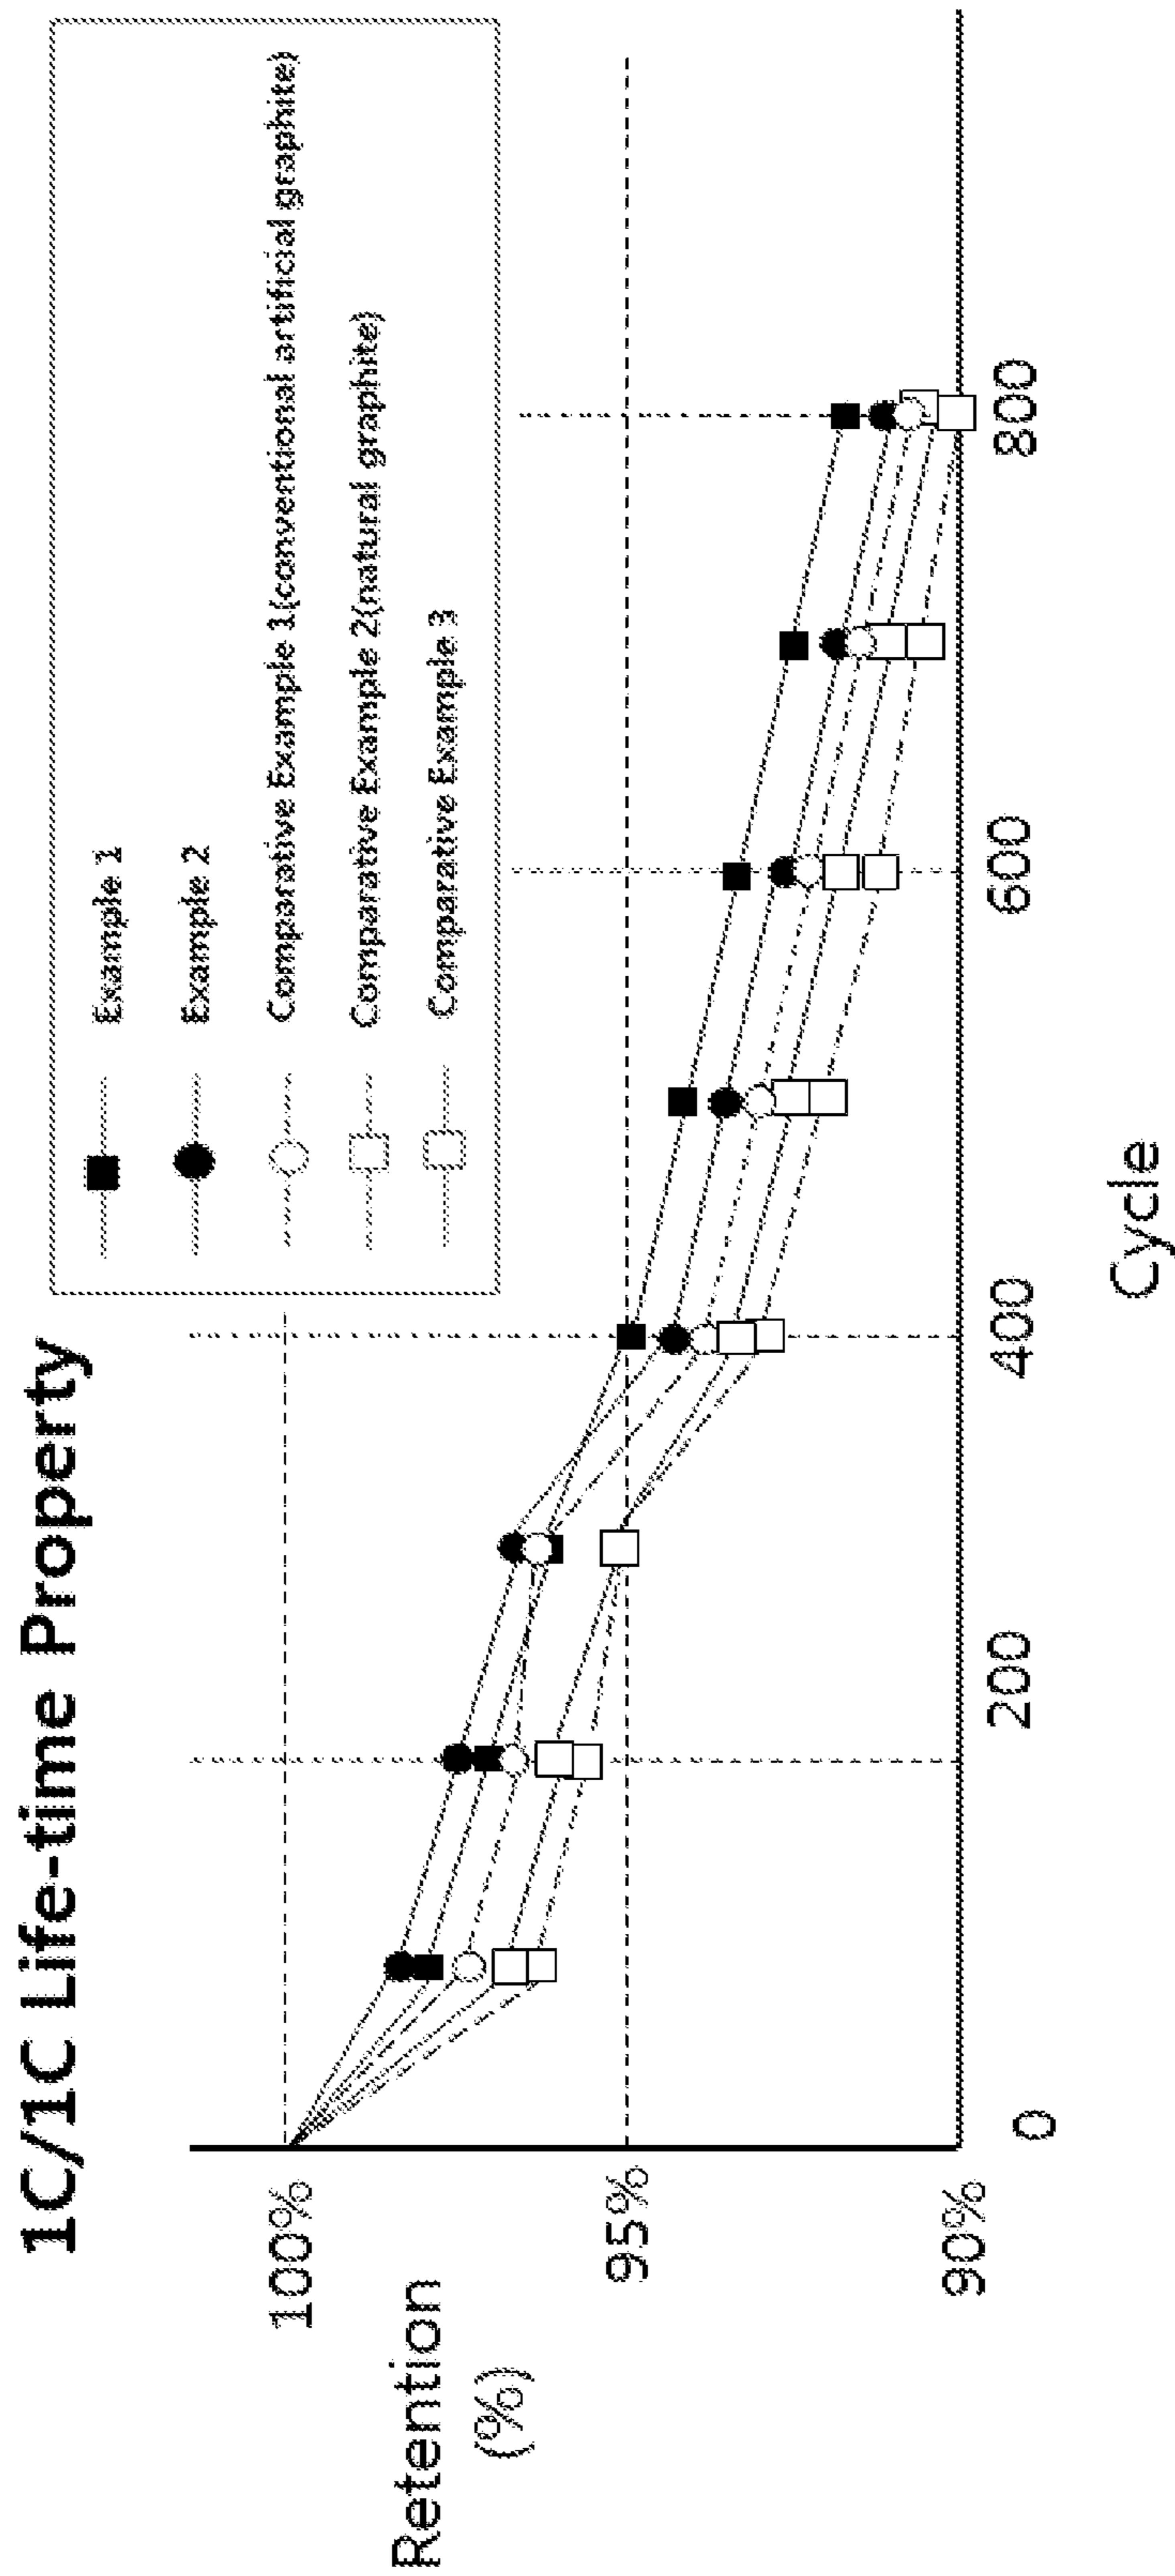 1C/1C Life-time Property
Example 1
Example 2
Comparative Example 1(conventional artificial graphite)
Comparative Example 2(natural graphite)
Comparative Example 3
Retention
(%)
100%
95%
90%
0
200
400
600
800
Cycle